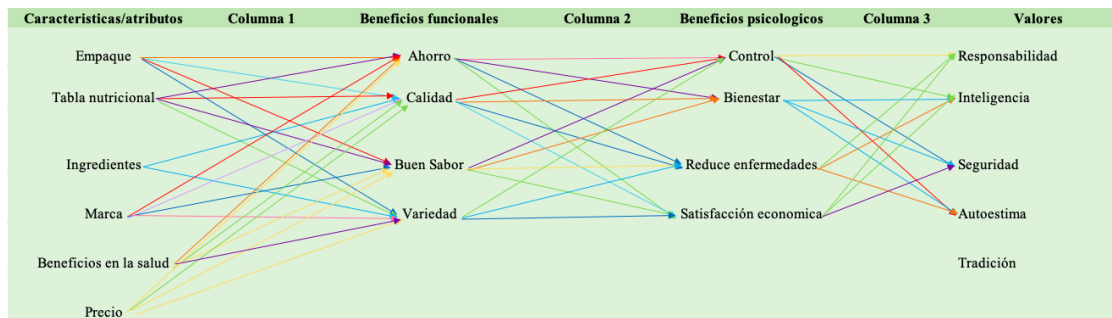 Caracteristicas/atributos Columna 1 Beneficios funcionales Columna 2 Beneficios psicologicos Columna 3 Valores
Empaque Ahorro Control Responsabilidad
Tabla nutricional Calidad Bienestar Inteligencia
Ingredientes Buen Sabor Reduce enfermedades Seguridad
Marca Variedad Satisfacción economica Autoestima
Beneficios en la salud Tradición
Precio